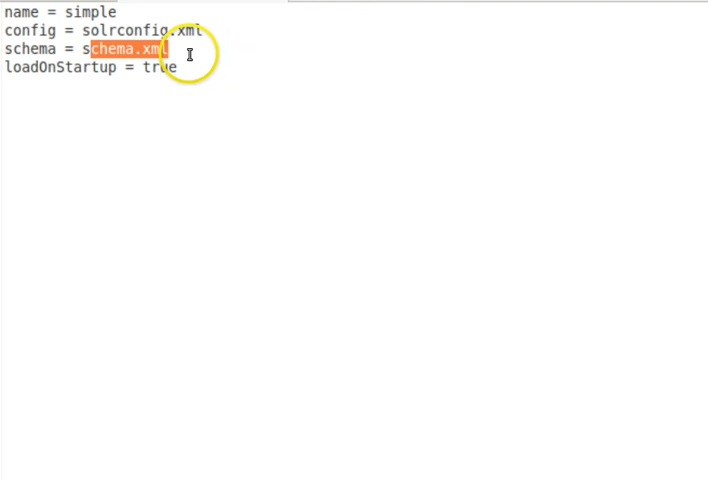 name = simple
config = solrconfig.xml
schema = schema.xml
loadOnStartup = true